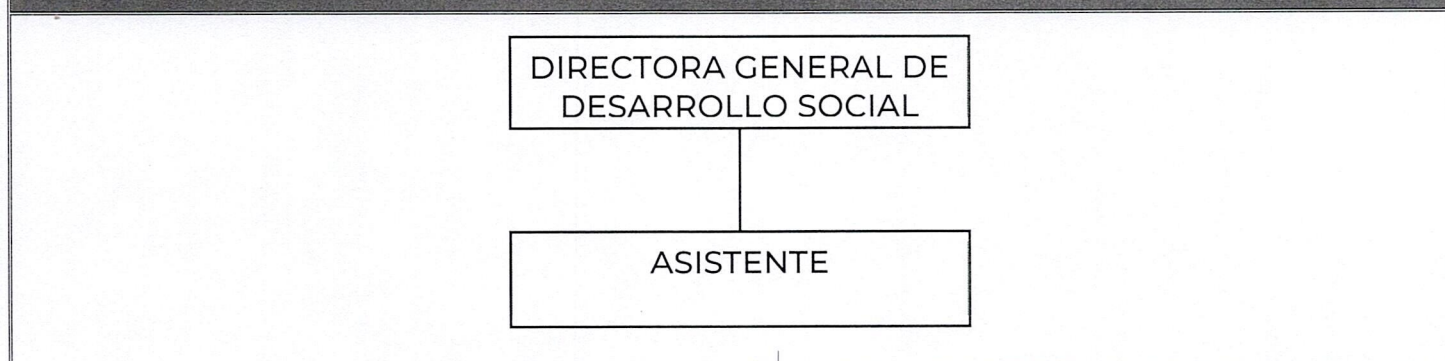 DIRECTORA GENERAL DE
DESARROLLO SOCIAL
ASISTENTE